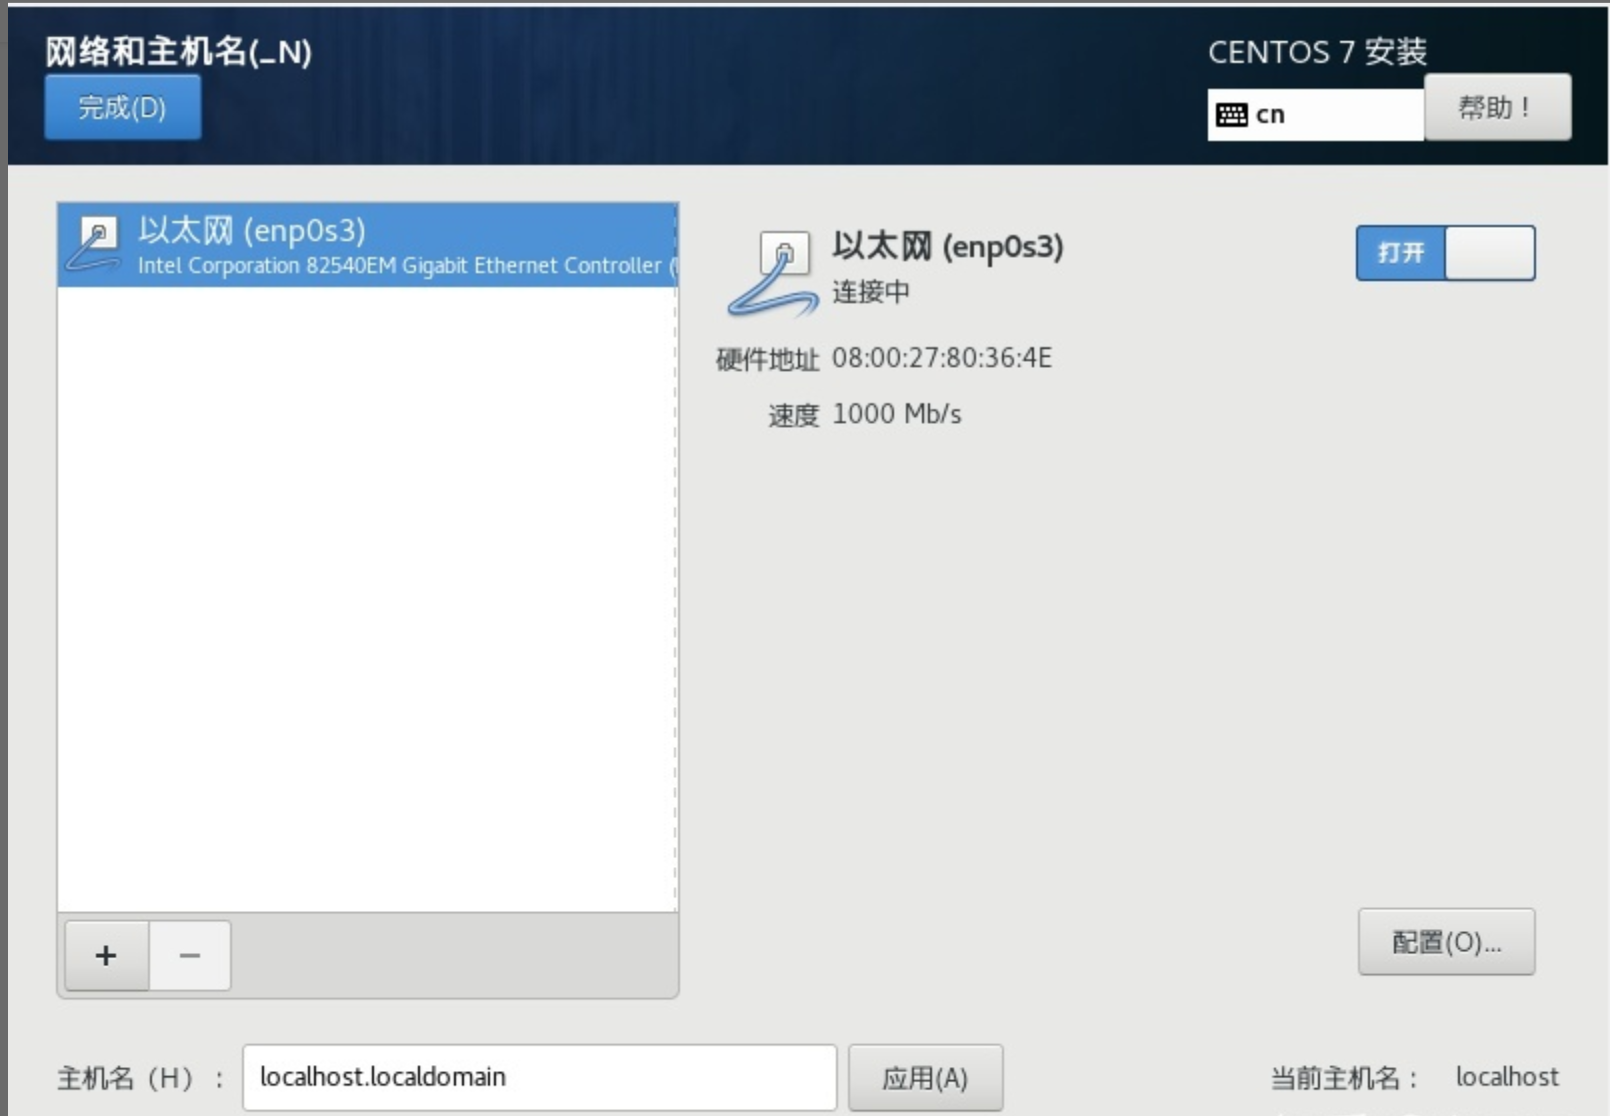 网络和主机名(_N)
CENTOS 7 安装
完成(D)
cn
帮助！
以太网 (enp0s3)
Intel Corporation 82540EM Gigabit Ethernet Controller (
以太网 (enp0s3)
连接中
打开
硬件地址 08:00:27:80:36:4E
速度 1000 Mb/s
+ −
配置(O)...
主机名（H）： localhost.localdomain
应用(A)
当前主机名： localhost